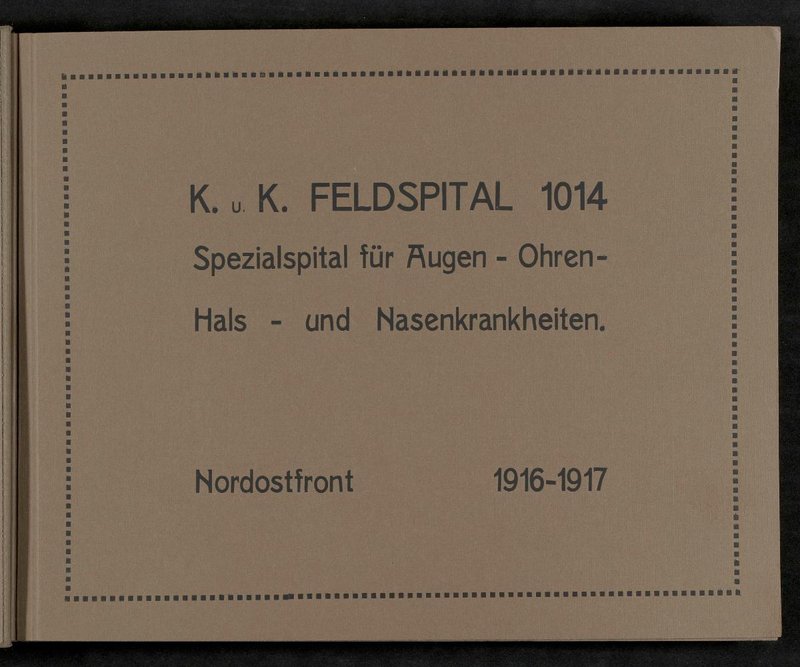 K. u. K. FELDSPITAL 1014
Spezialspital für Augen - Ohren-
Hals - und Nasenkrankheiten.
Nordostfront 1916-1917